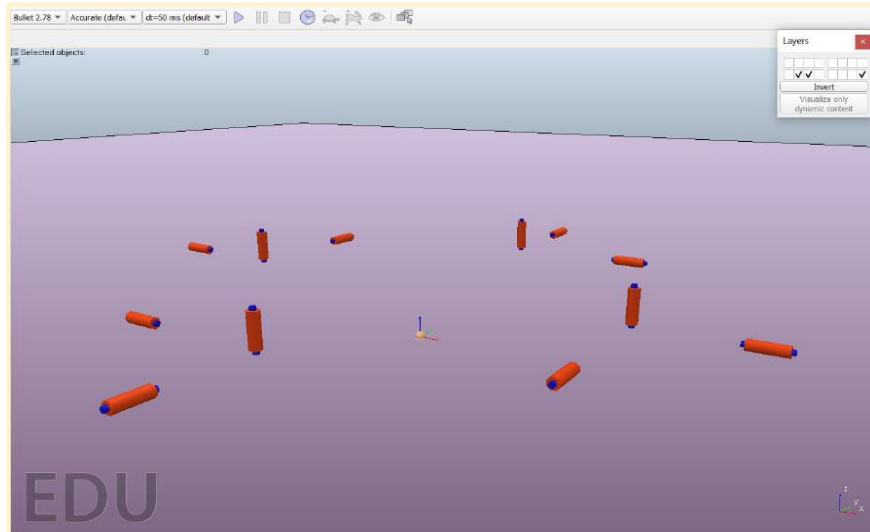 Bullet 2.78 Accurate (defau dt=50 ms (default
Layers
Selected objects: 0
Invert
Visualize only
dynamic content
EDU
z
y
x